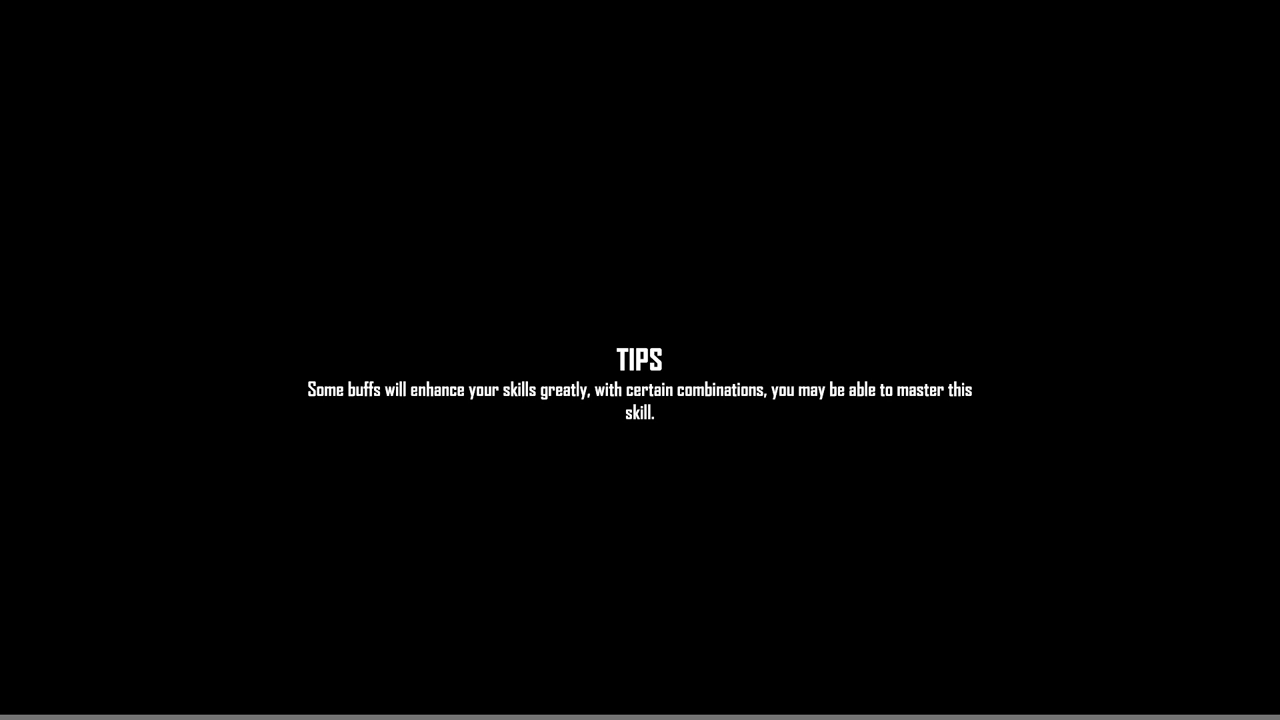 TIPS
Some buffs will enhance your skills greatly, with certain combinations, you may be able to master this
skill.